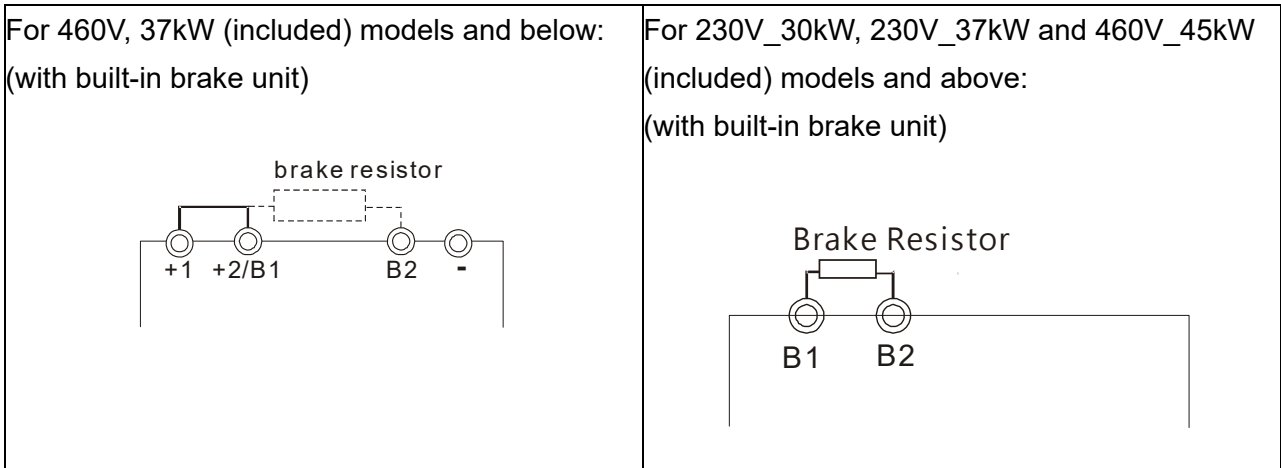 For 460V, 37kW (included) models and below:
(with built-in brake unit)
brake resistor
+1 +2/B1 B2 -
For 230V_30kW, 230V_37kW and 460V_45kW
(included) models and above:
(with built-in brake unit)
Brake Resistor
B1 B2